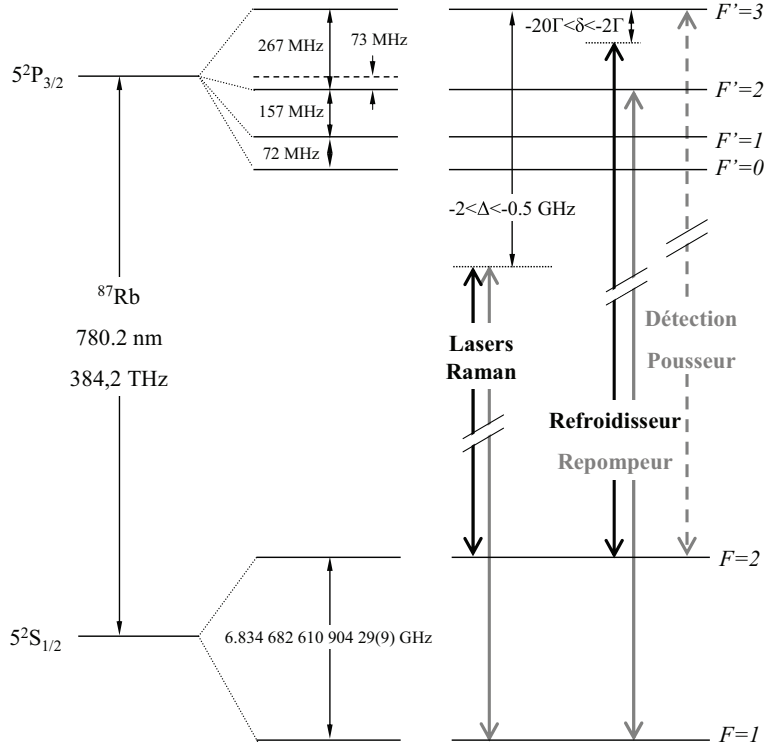 F'=3
-20Γ<δ<-2Γ
73 MHz
267 MHz
5²P₃/₂
F'=2
157 MHz
F'=1
72 MHz
F'=0
-2<Δ<-0.5 GHz
⁸⁷Rb
780.2 nm
384,2 THz
Lasers
Raman
Détection
Pousseur
Refroidisseur
Repompeur
F=2
5²S₁/₂
6.834 682 610 904 29(9) GHz
F=1